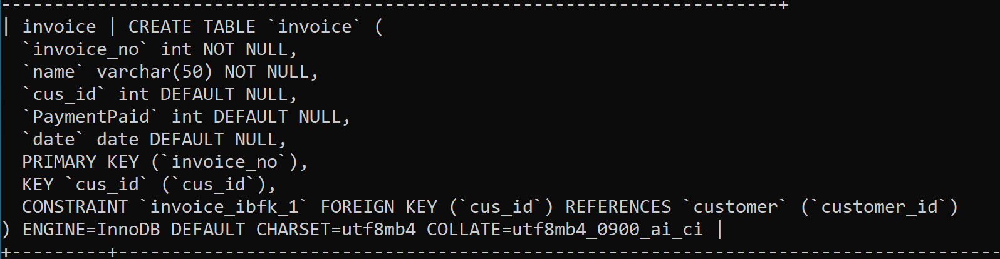 --------------------------------------------------------------------------+
| invoice | CREATE TABLE `invoice` (
  `invoice_no` int NOT NULL,
  `name` varchar(50) NOT NULL,
  `cus_id` int DEFAULT NULL,
  `PaymentPaid` int DEFAULT NULL,
  `date` date DEFAULT NULL,
  PRIMARY KEY (`invoice_no`),
  KEY `cus_id` (`cus_id`),
  CONSTRAINT `invoice_ibfk_1` FOREIGN KEY (`cus_id`) REFERENCES `customer` (`customer_id`)
) ENGINE=InnoDB DEFAULT CHARSET=utf8mb4 COLLATE=utf8mb4_0900_ai_ci |
+---------+-----------------------------------------------------------------------------------